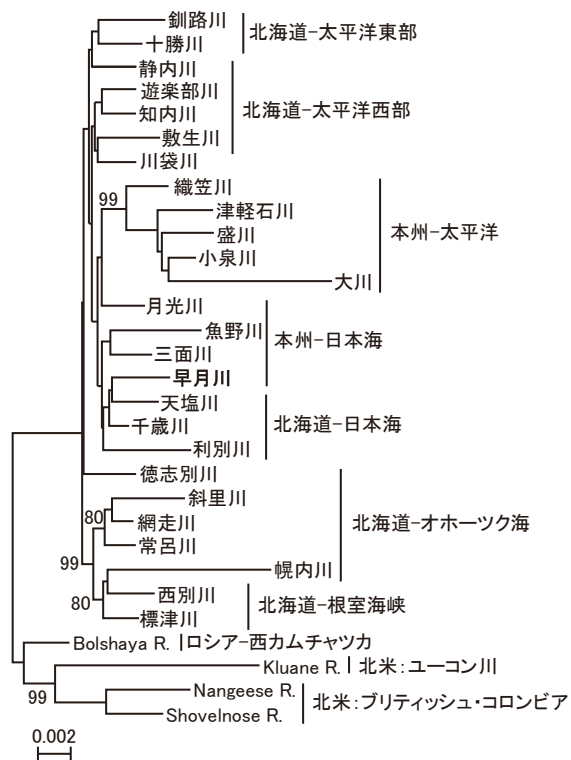 釧路川
十勝川
北海道−太平洋東部
静内川
遊楽部川
知内川
敷生川
川袋川
北海道−太平洋西部
99
織笠川
津軽石川
盛川
小泉川
大川
本州−太平洋
月光川
魚野川
三面川
早月川
本州−日本海
天塩川
千歳川
利別川
北海道−日本海
徳志別川
80
斜里川
網走川
常呂川
幌内川
北海道−オホーツク海
99
80
西別川
標津川
北海道−根室海峡
Bolshaya R.
ロシア−西カムチャツカ
Kluane R.
北米：ユーコン川
99
Nangeese R.
Shovelnose R.
北米：ブリティッシュ・コロンビア
0.002